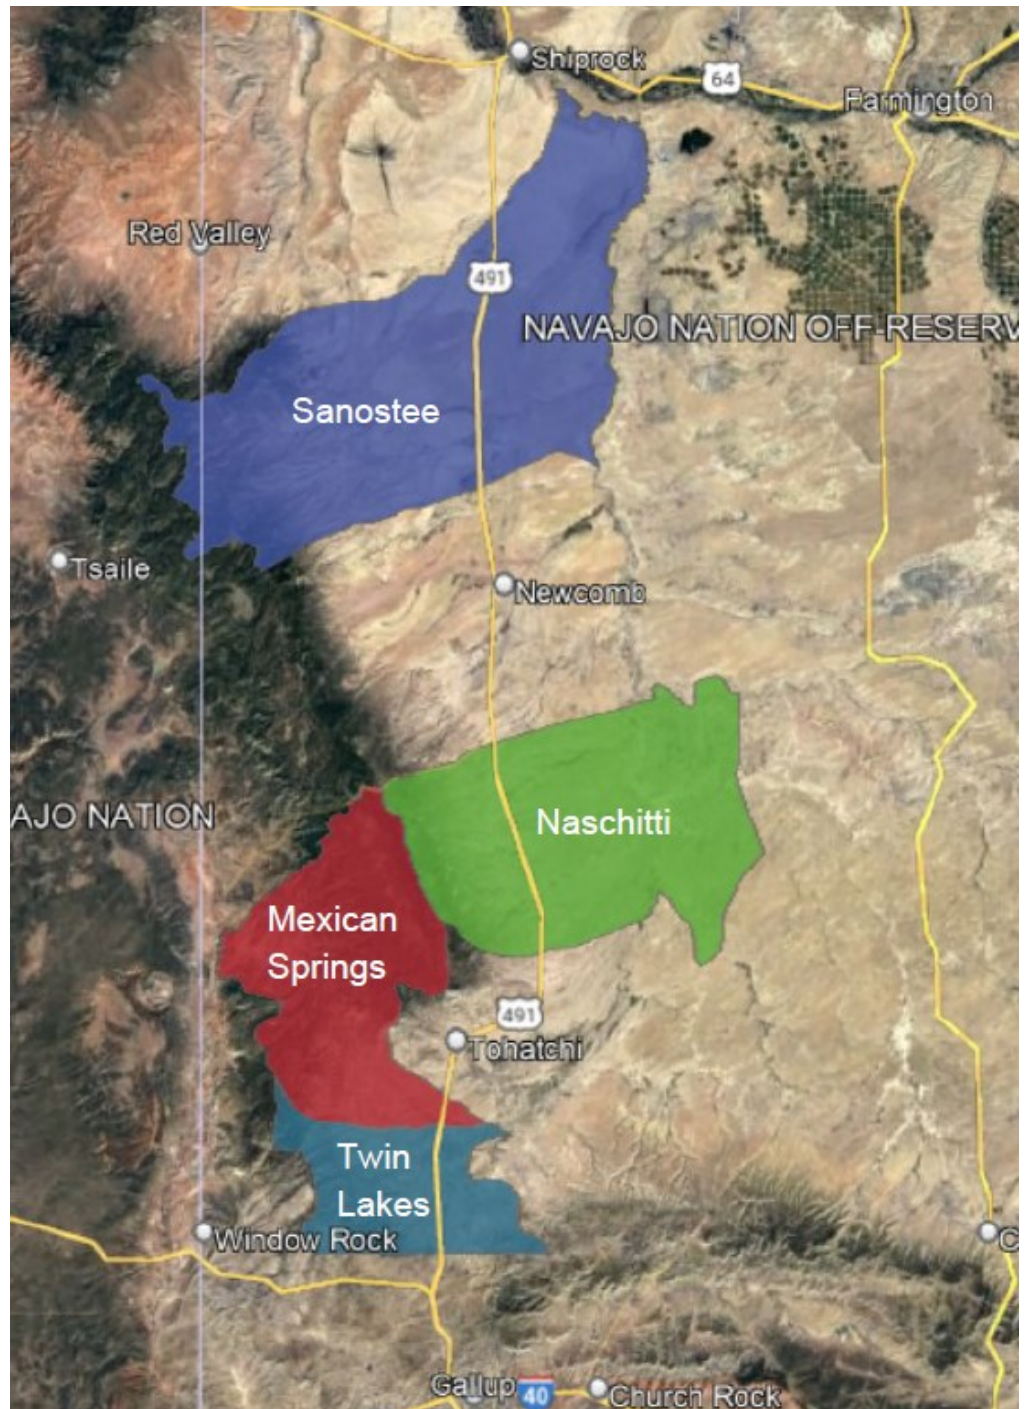 Shiprock
64
Farmington
Red Valley
491
NAVAJO NATION OFF-RESERV
Sanostee
Tsaile
Newcomb
AJO NATION
Naschitti
Mexican
Springs
491
Tohatchi
Twin
Lakes
Window Rock
C
Gallup
40
Church Rock